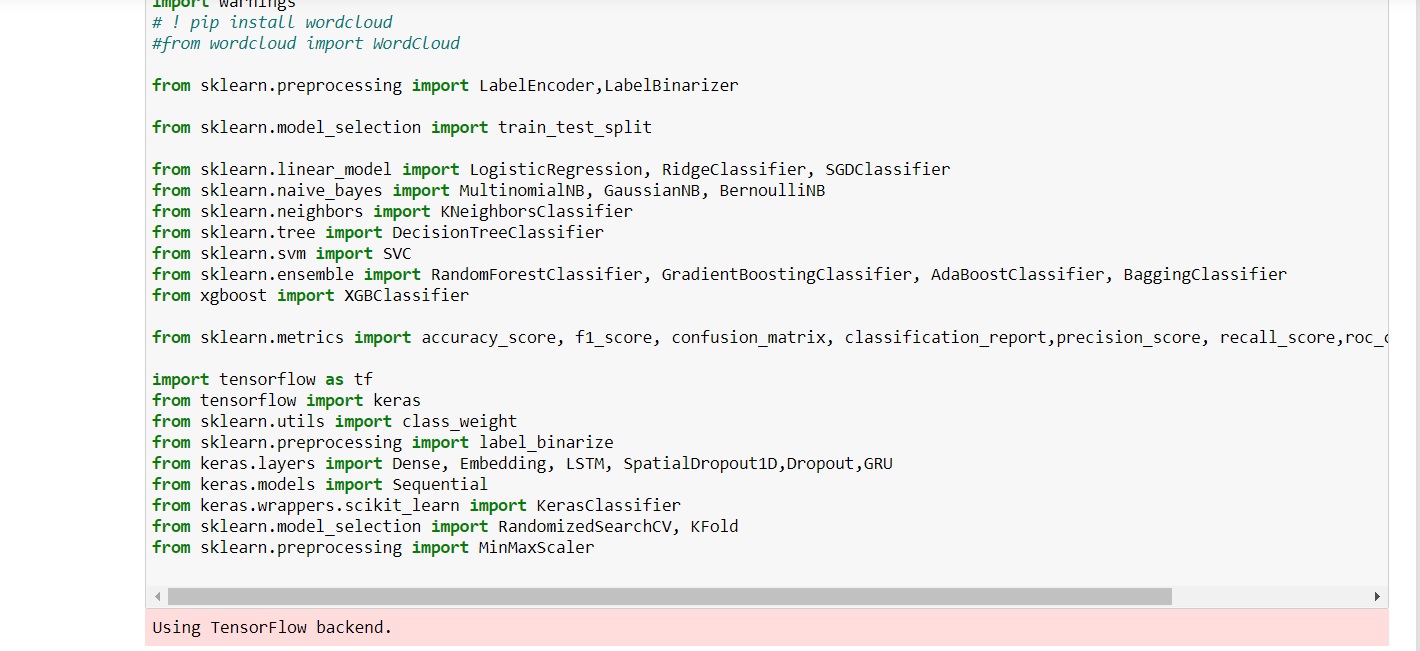 import warnings
# ! pip install wordcloud
#from wordcloud import WordCloud
from sklearn.preprocessing import LabelEncoder,LabelBinarizer
from sklearn.model_selection import train_test_split
from sklearn.linear_model import LogisticRegression, RidgeClassifier, SGDClassifier
from sklearn.naive_bayes import MultinomialNB, GaussianNB, BernoulliNB
from sklearn.neighbors import KNeighborsClassifier
from sklearn.tree import DecisionTreeClassifier
from sklearn.svm import SVC
from sklearn.ensemble import RandomForestClassifier, GradientBoostingClassifier, AdaBoostClassifier, BaggingClassifier
from xgboost import XGBClassifier
from sklearn.metrics import accuracy_score, f1_score, confusion_matrix, classification_report,precision_score, recall_score,
import tensorflow as tf
from tensorflow import keras
from sklearn.utils import class_weight
from sklearn.preprocessing import label_binarize
from keras.layers import Dense, Embedding, LSTM, SpatialDropout1D,Dropout,GRU
from keras.models import Sequential
from keras.wrappers.scikit_learn import KerasClassifier
from sklearn.model_selection import RandomizedSearchCV, KFold
from sklearn.preprocessing import MinMaxScaler
Using TensorFlow backend.